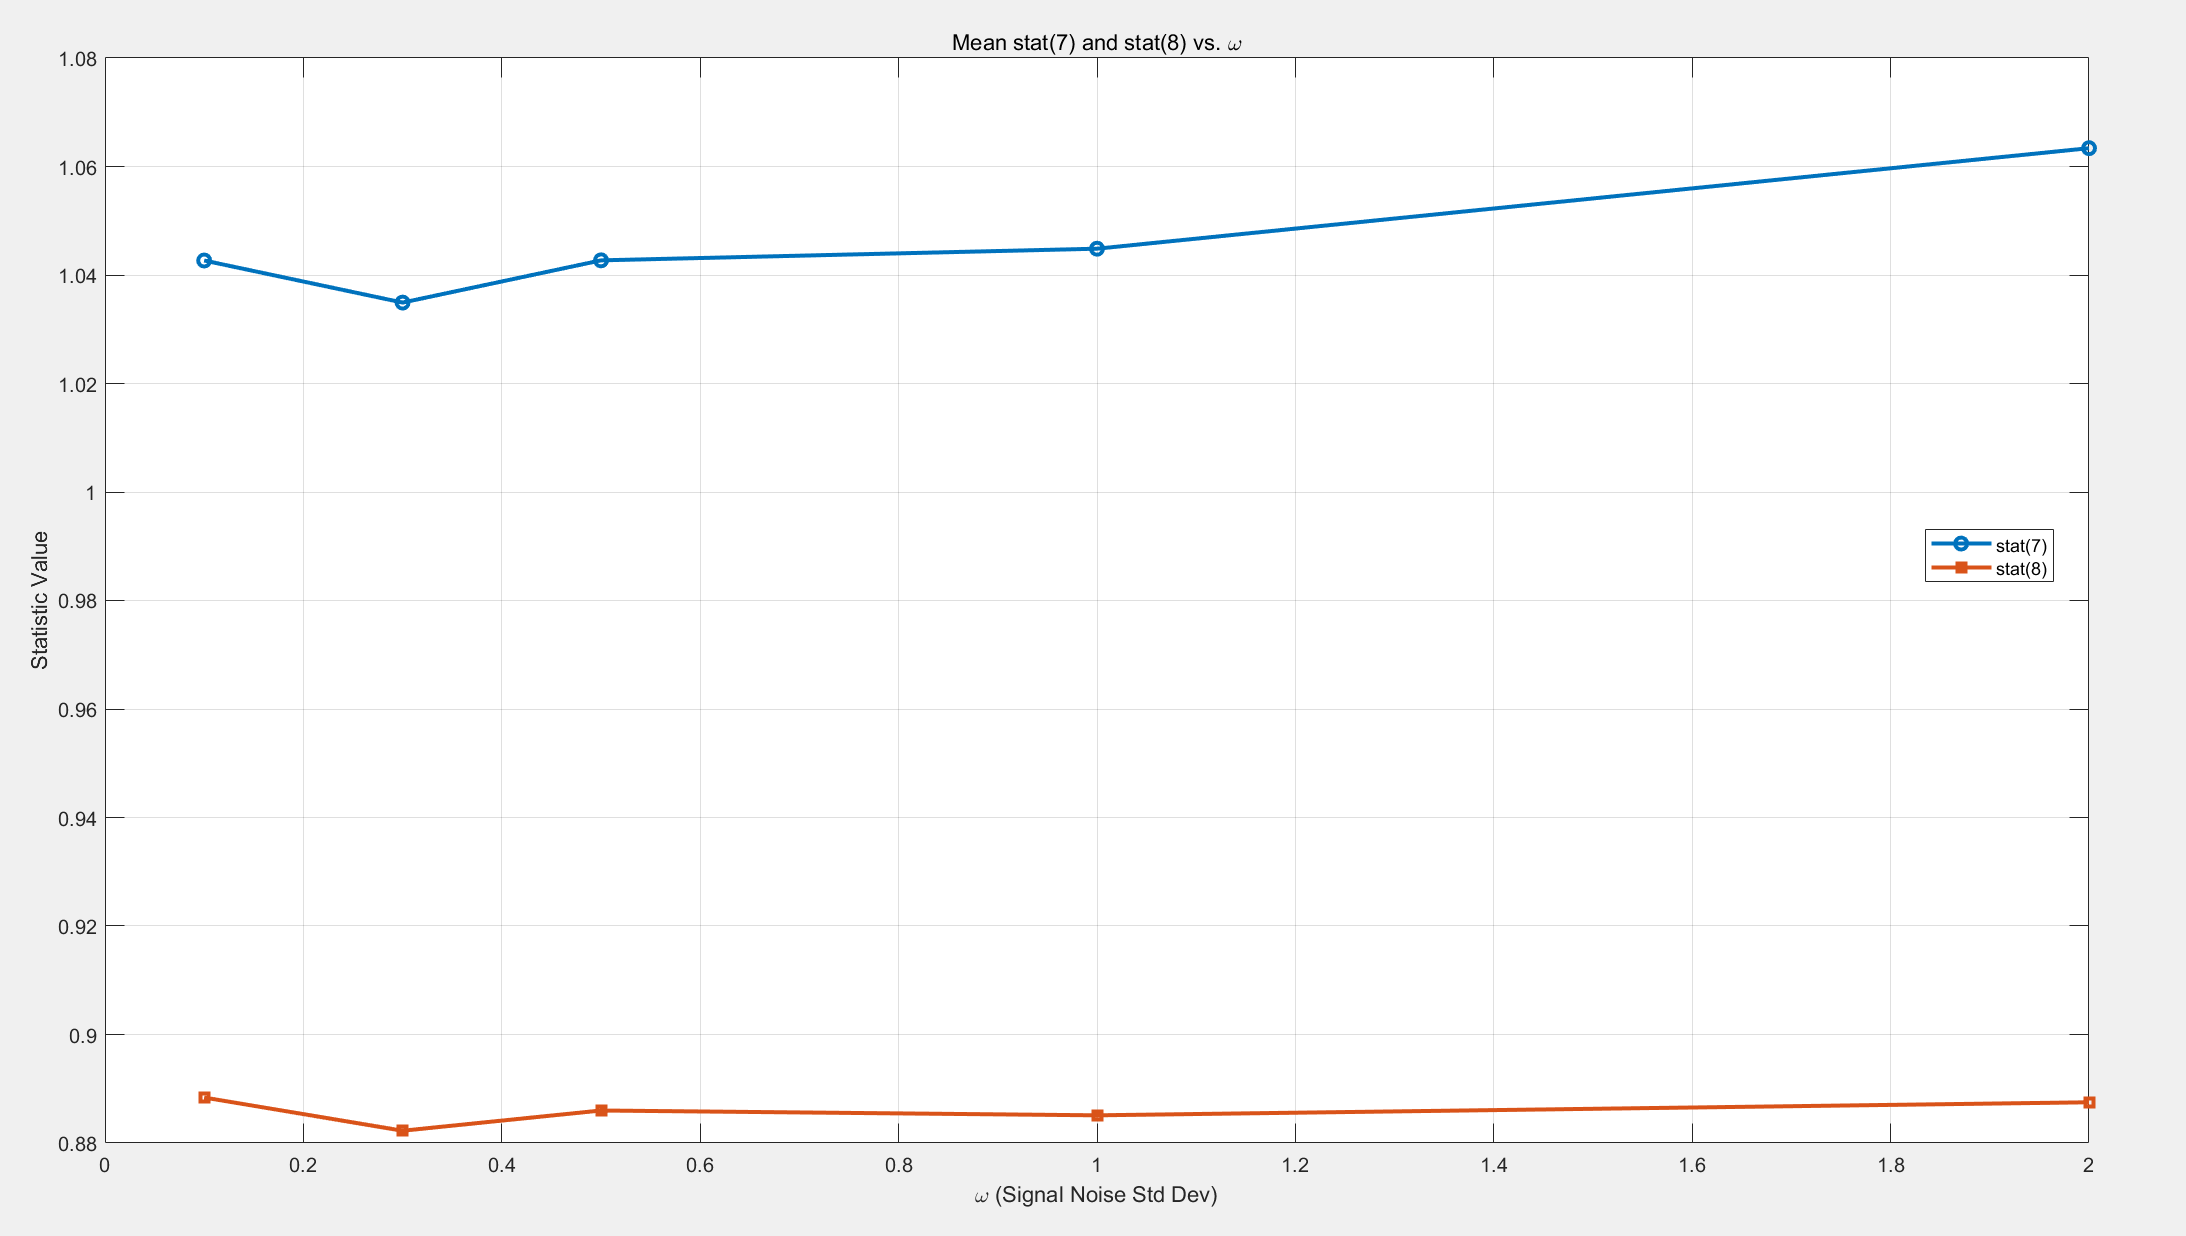 Mean stat(7) and stat(8) vs. ω
1.08
1.06
1.04
1.02
1
0.98
0.96
0.94
0.92
0.9
0.88
Statistic Value
stat(7)
stat(8)
0 0.2 0.4 0.6 0.8 1 1.2 1.4 1.6 1.8 2
ω (Signal Noise Std Dev)